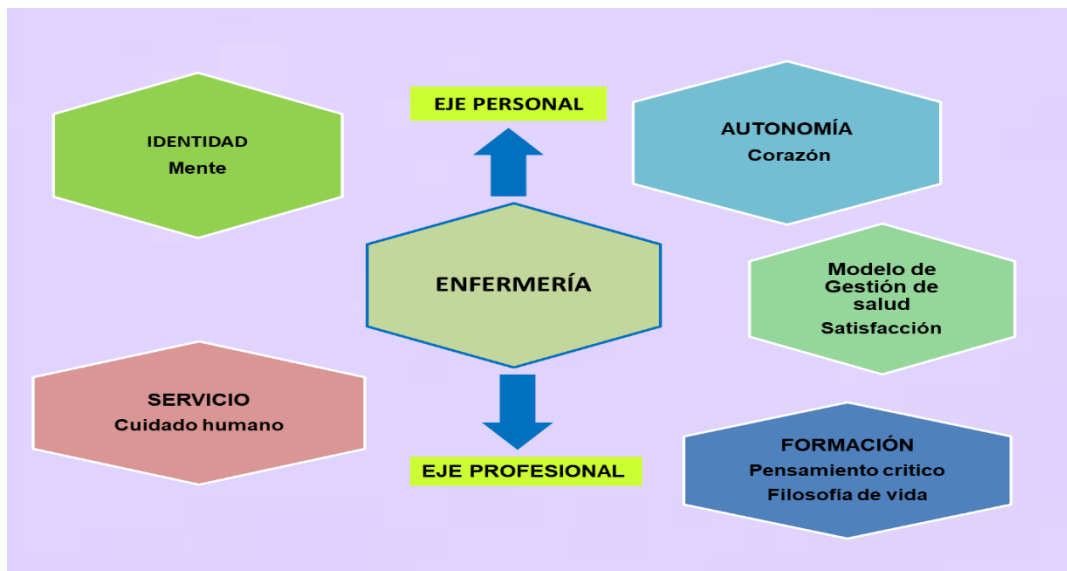 EJE PERSONAL
IDENTIDAD
Mente
AUTONOMÍA
Corazón
ENFERMERÍA
Modelo de
Gestión de
salud
Satisfacción
SERVICIO
Cuidado humano
EJE PROFESIONAL
FORMACIÓN
Pensamiento critico
Filosofía de vida